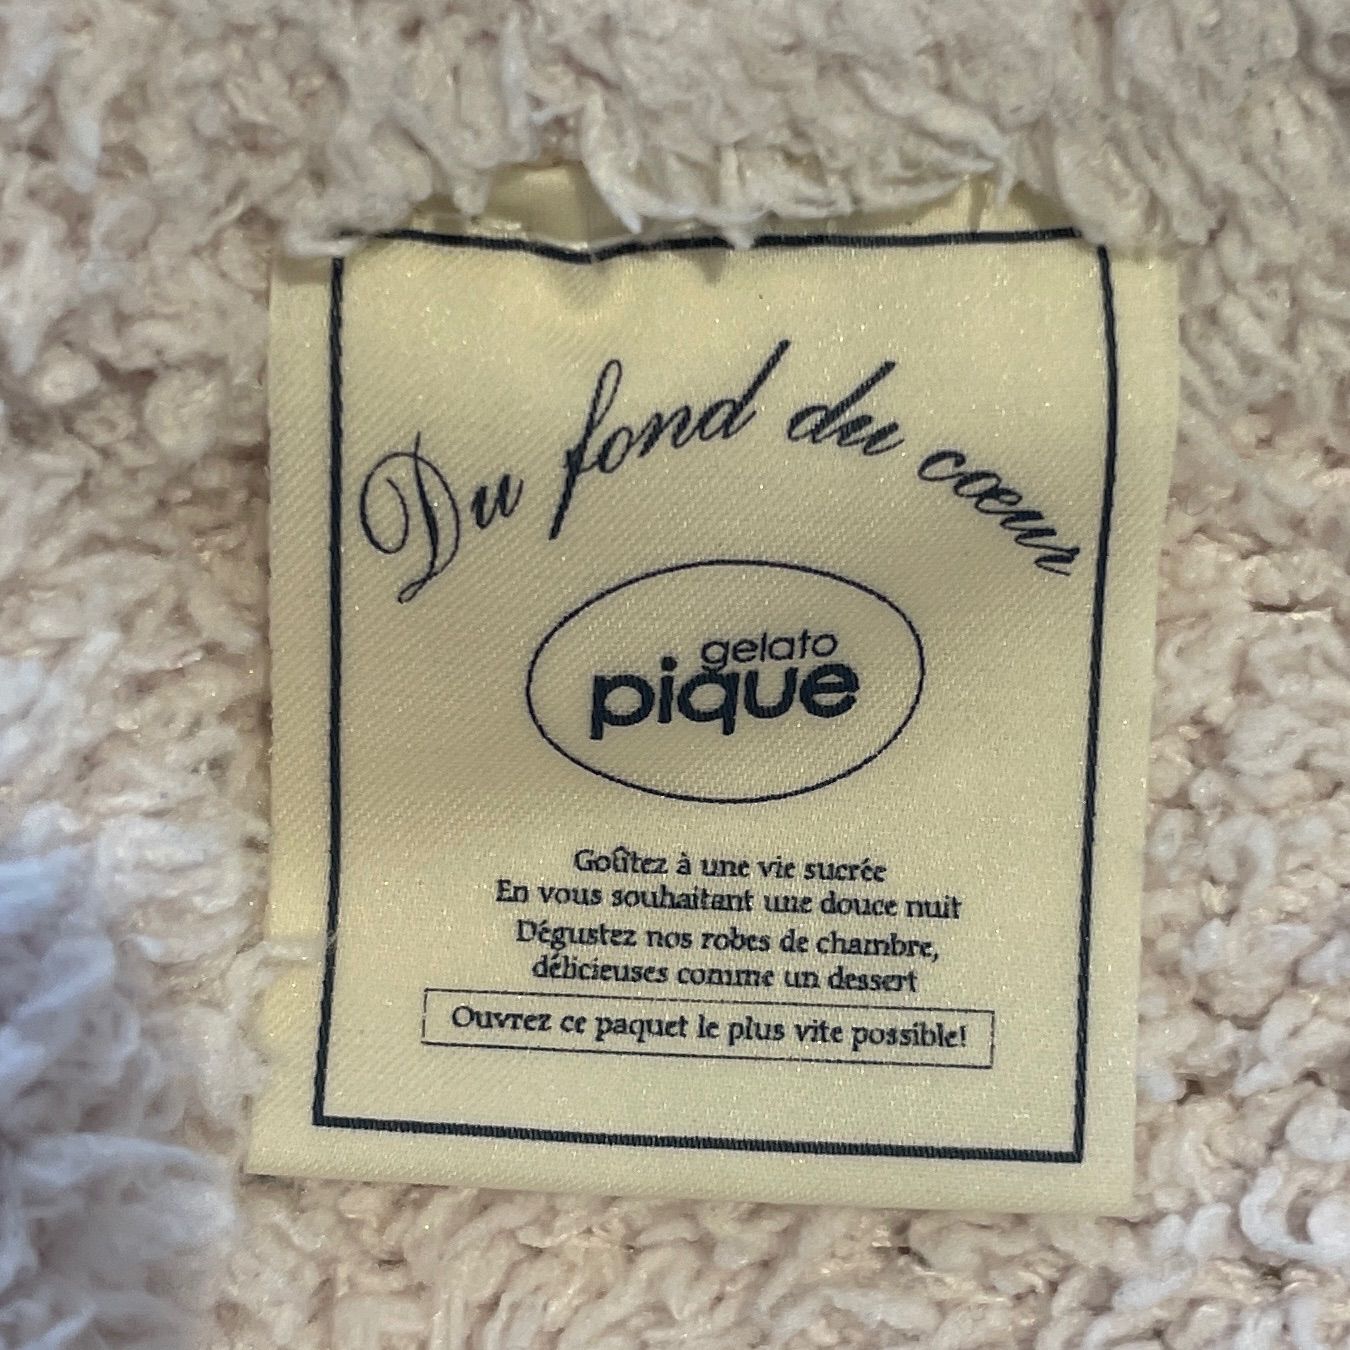 Du fond du cœur
gelato
pique
Goûtez à une vie sucrée
En vous souhaitant une douce nuit
Dégustez nos robes de chambre,
délicieuses comme un dessert
Ouvrez ce paquet le plus vite possible!